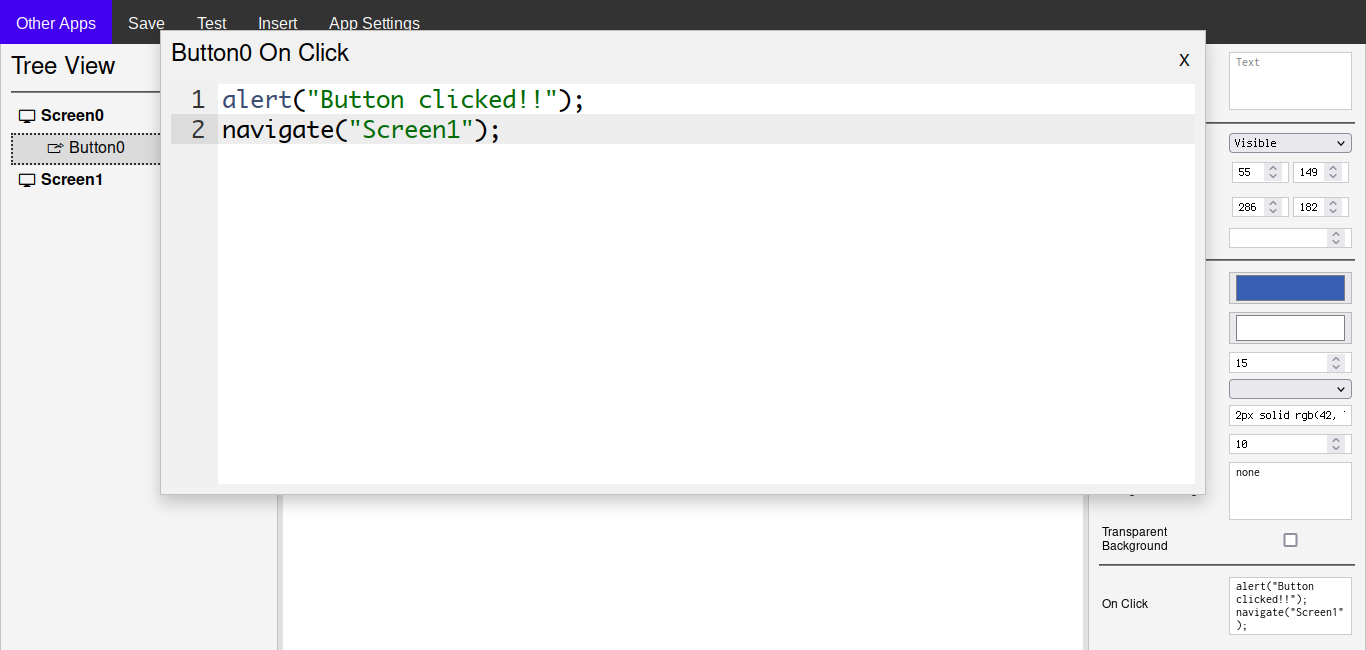 Other Apps Save Test Insert App Settings
Button0 On Click
X
Tree View
Screen0
Button0
Screen1
1 alert("Button clicked!!");
2 navigate("Screen1");
Text
Visible
55 149
286 182
15
2px solid rgb(42,
10
none
Transparent
Background
On Click
alert("Button
clicked!!");
navigate("Screen1"
);